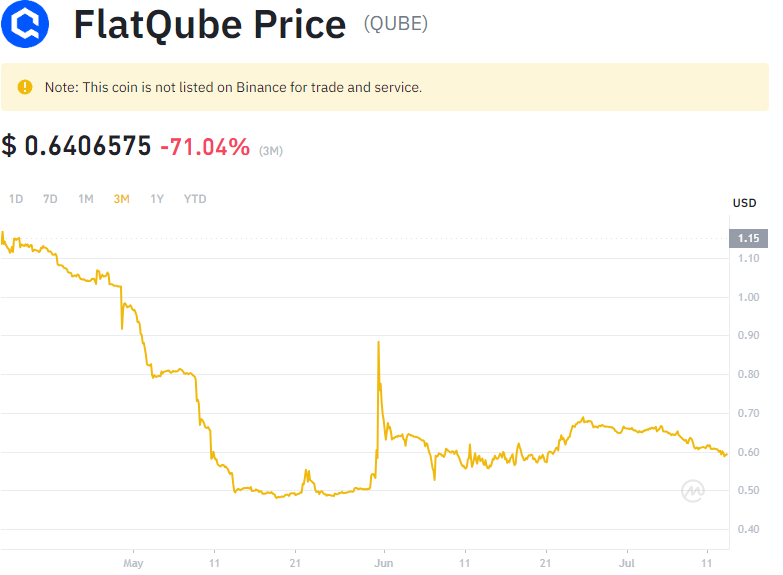 FlatQube Price (QUBE)
Note: This coin is not listed on Binance for trade and service.
$ 0.6406575 -71.04% (3M)
1D 7D 1M 3M 1Y YTD
USD
1.15
1.10
1.00
0.90
0.80
0.70
0.60
0.50
0.40
May 11 21 Jun 11 21 Jul 11